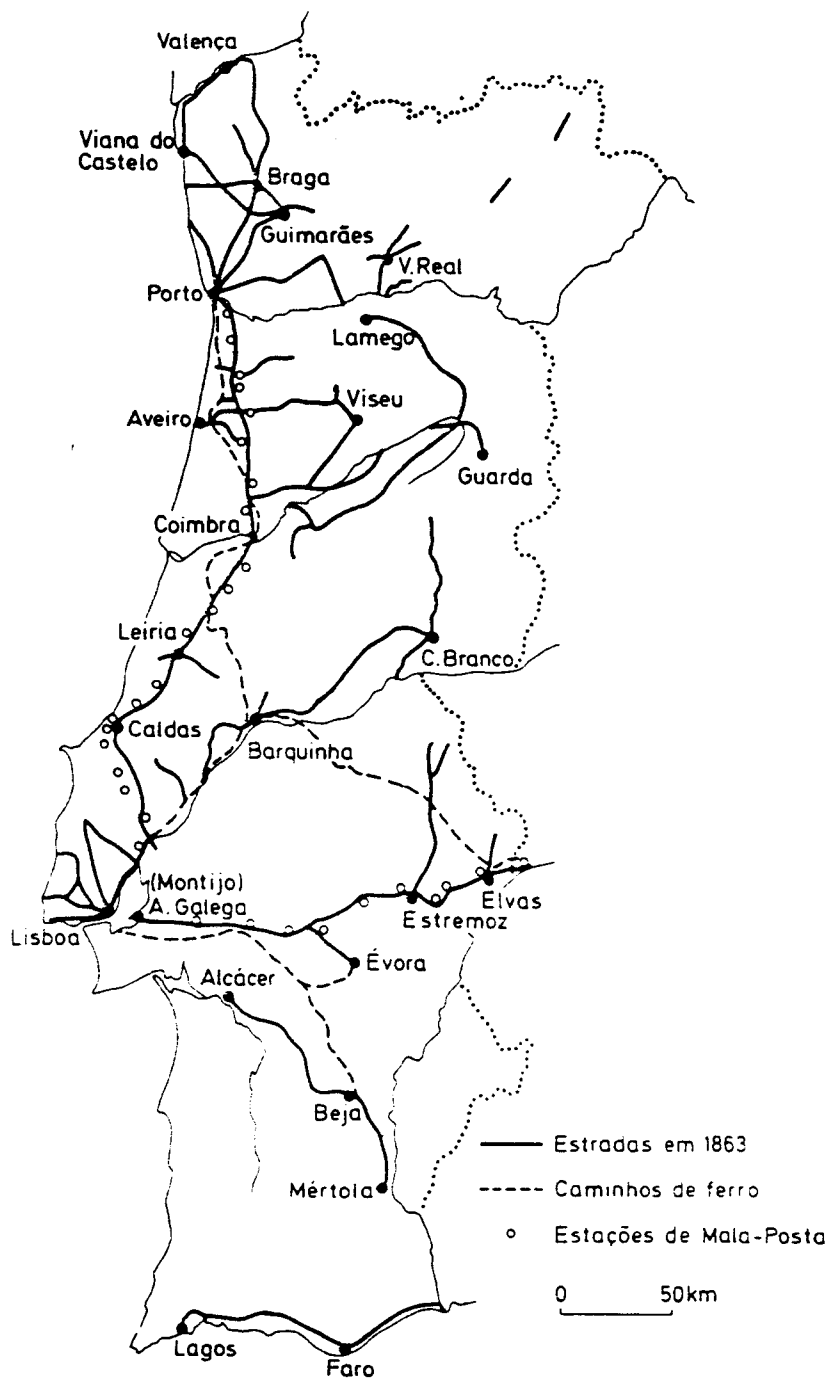 Valença
Viana do
Castelo
Braga
Guimarães
V. Real
Porto
Lamego
Viseu
Aveiro
Guarda
Coimbra
Leiria
C. Branco
Caldas
Barquinha
(Montijo)
A. Galega
Elvas
Estremoz
Lisboa
Évora
Alcácer
Beja
Estradas em 1863
Mértola
Caminhos de ferro
Estações de Mala-Posta
0 50km
Lagos
Faro